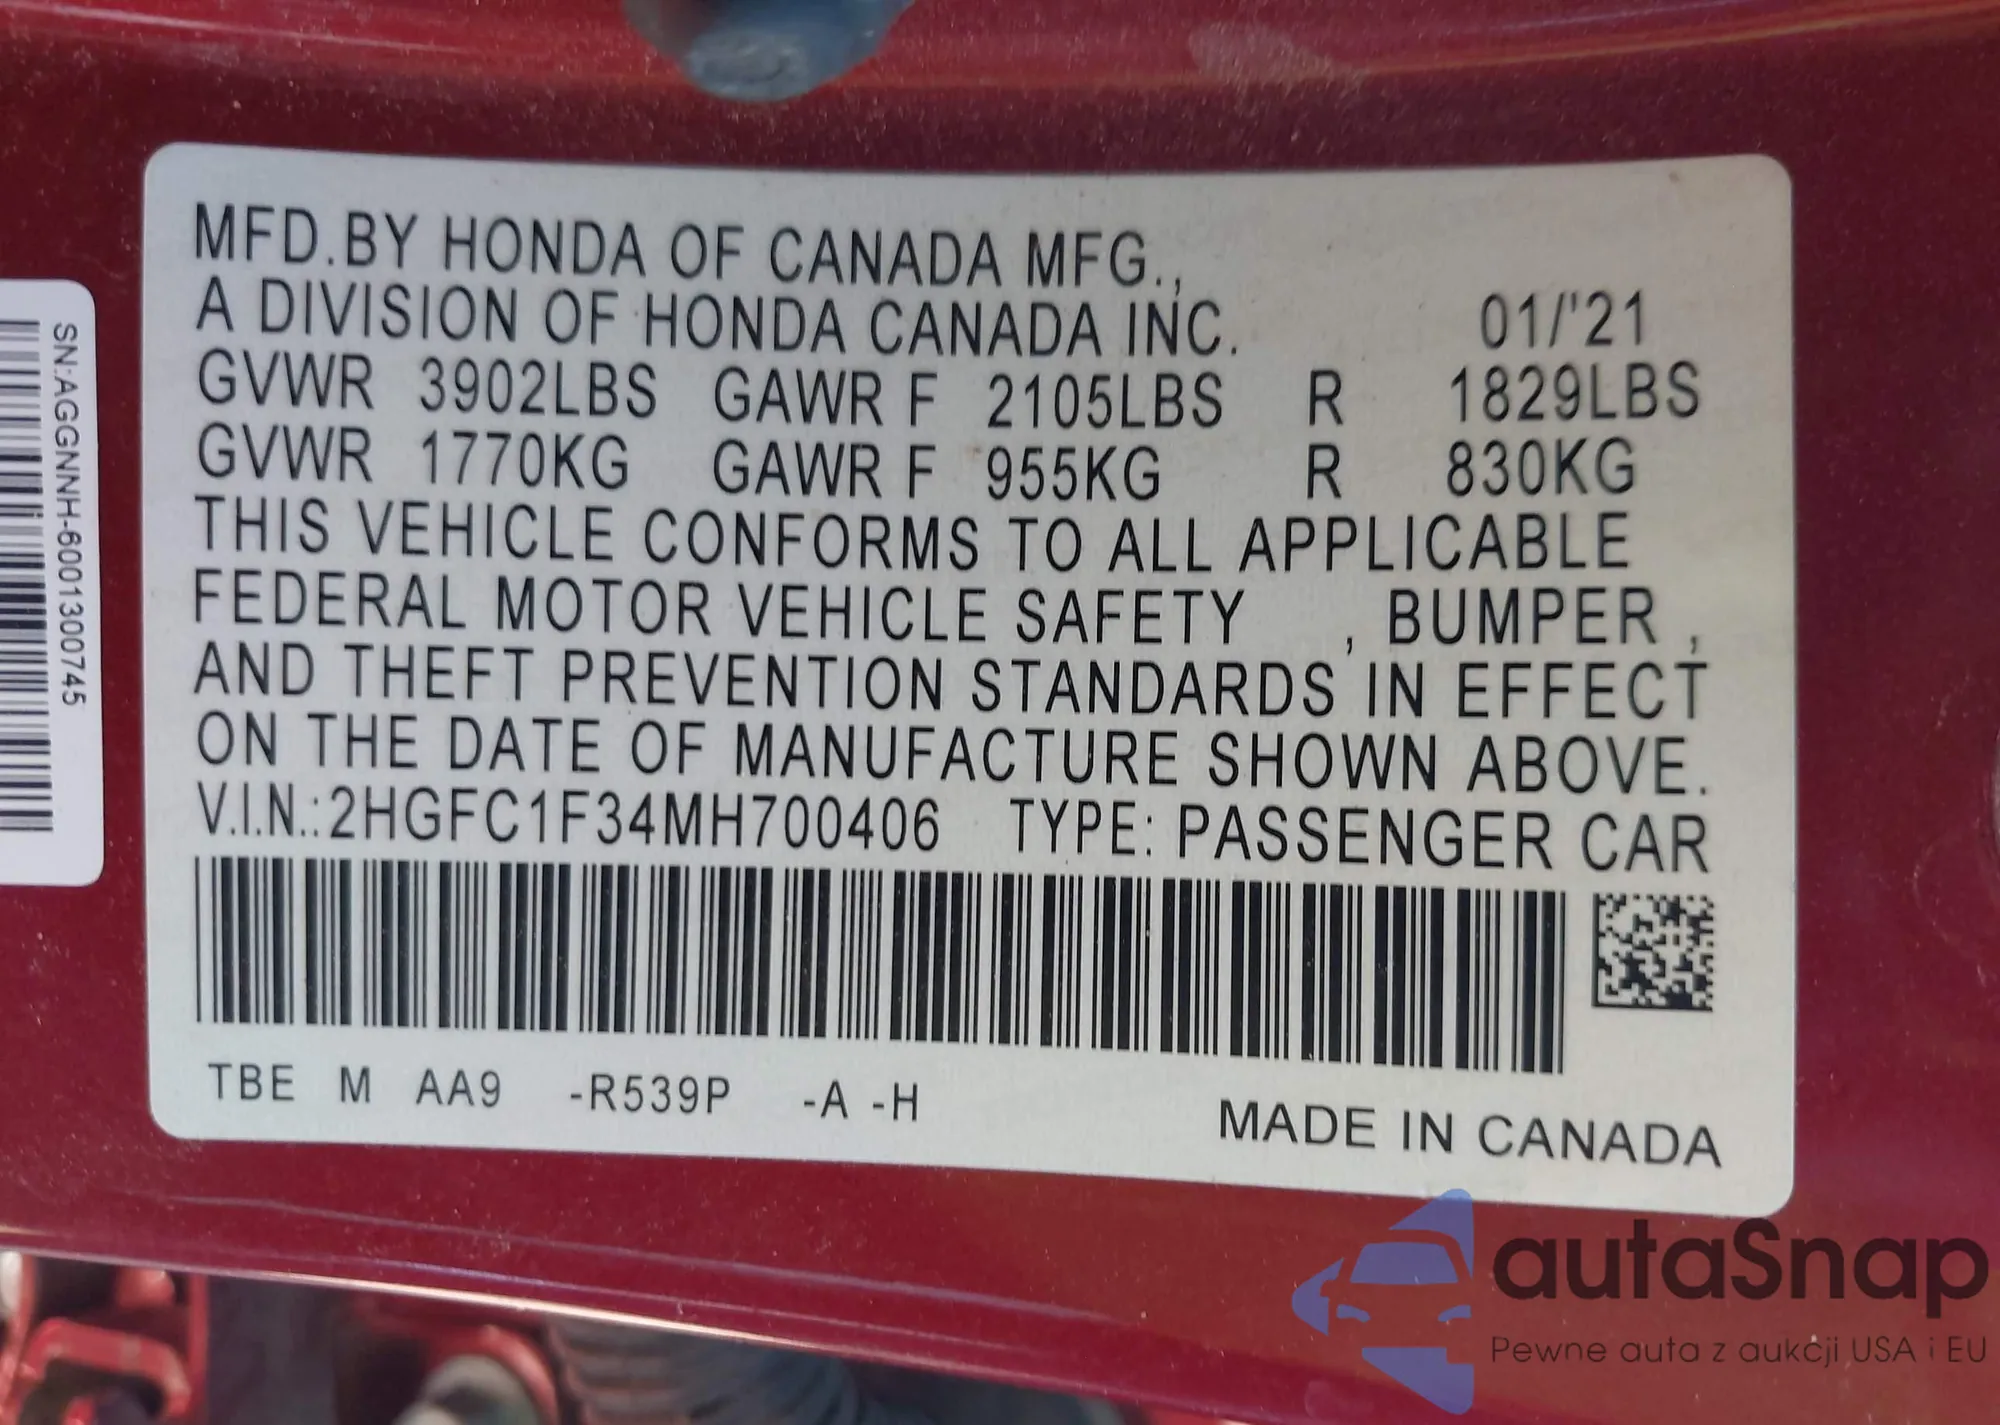 MFD.BY HONDA OF CANADA MFG.,
A DIVISION OF HONDA CANADA INC. 01/'21
GVWR 3902LBS GAWR F 2105LBS R 1829LBS
GVWR 1770KG GAWR F 955KG R 830KG
THIS VEHICLE CONFORMS TO ALL APPLICABLE
FEDERAL MOTOR VEHICLE SAFETY , BUMPER ,
AND THEFT PREVENTION STANDARDS IN EFFECT
ON THE DATE OF MANUFACTURE SHOWN ABOVE.
V.I.N.:2HGFC1F34MH700406 TYPE: PASSENGER CAR
TBE M AA9 -R539P -A -H
MADE IN CANADA
SN:AGGGNNH-6001300745
autaSnap
Pewne auta z aukcji USA i EU